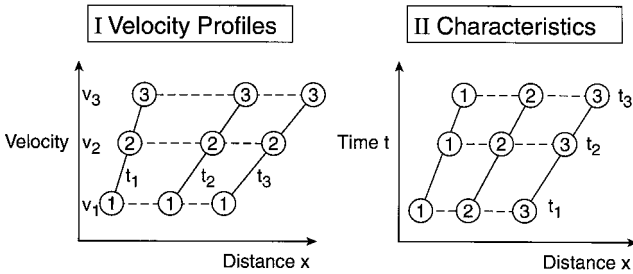 I Velocity Profiles
Velocity
v3
3 3 3
v2
2 2 2
t1 t2 t3
v1
1 1 1
Distance x
II Characteristics
Time t
1 2 3 t3
1 2 3 t2
1 2 3 t1
Distance x